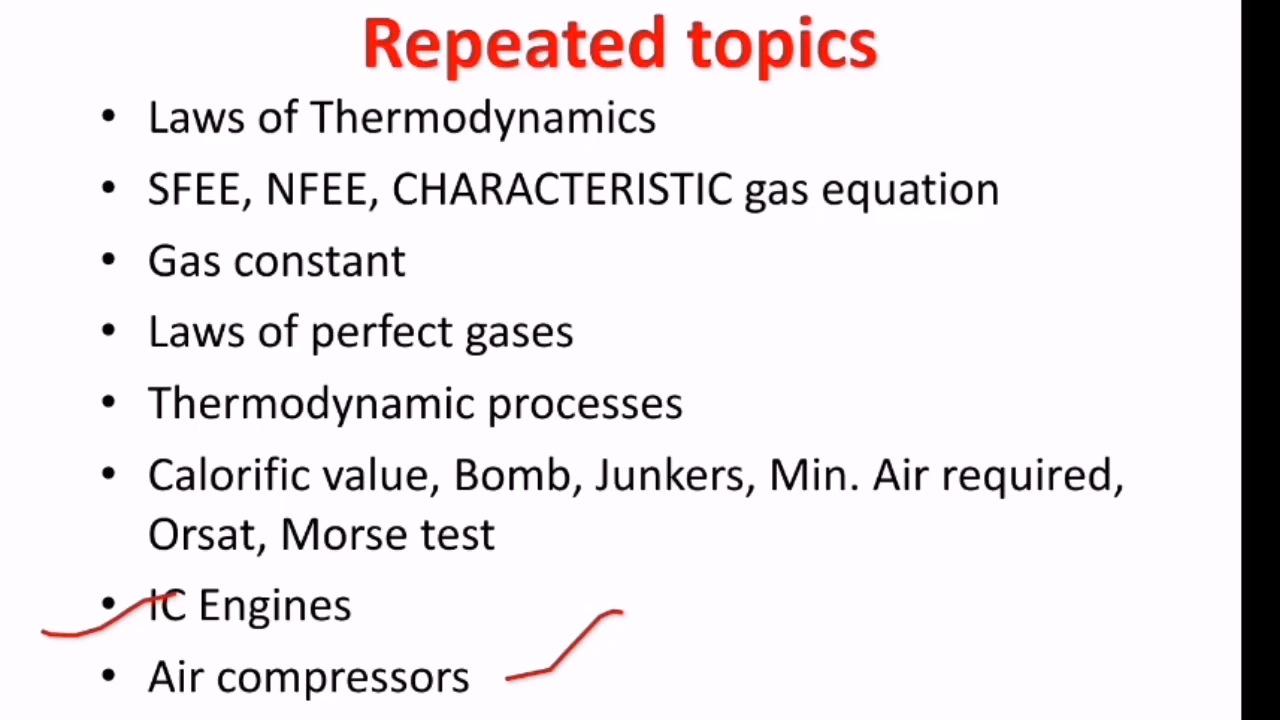 Repeated topics
• Laws of Thermodynamics
• SFEE, NFEE, CHARACTERISTIC gas equation
• Gas constant
• Laws of perfect gases
• Thermodynamic processes
• Calorific value, Bomb, Junkers, Min. Air required,
Orsat, Morse test
• IC Engines
• Air compressors